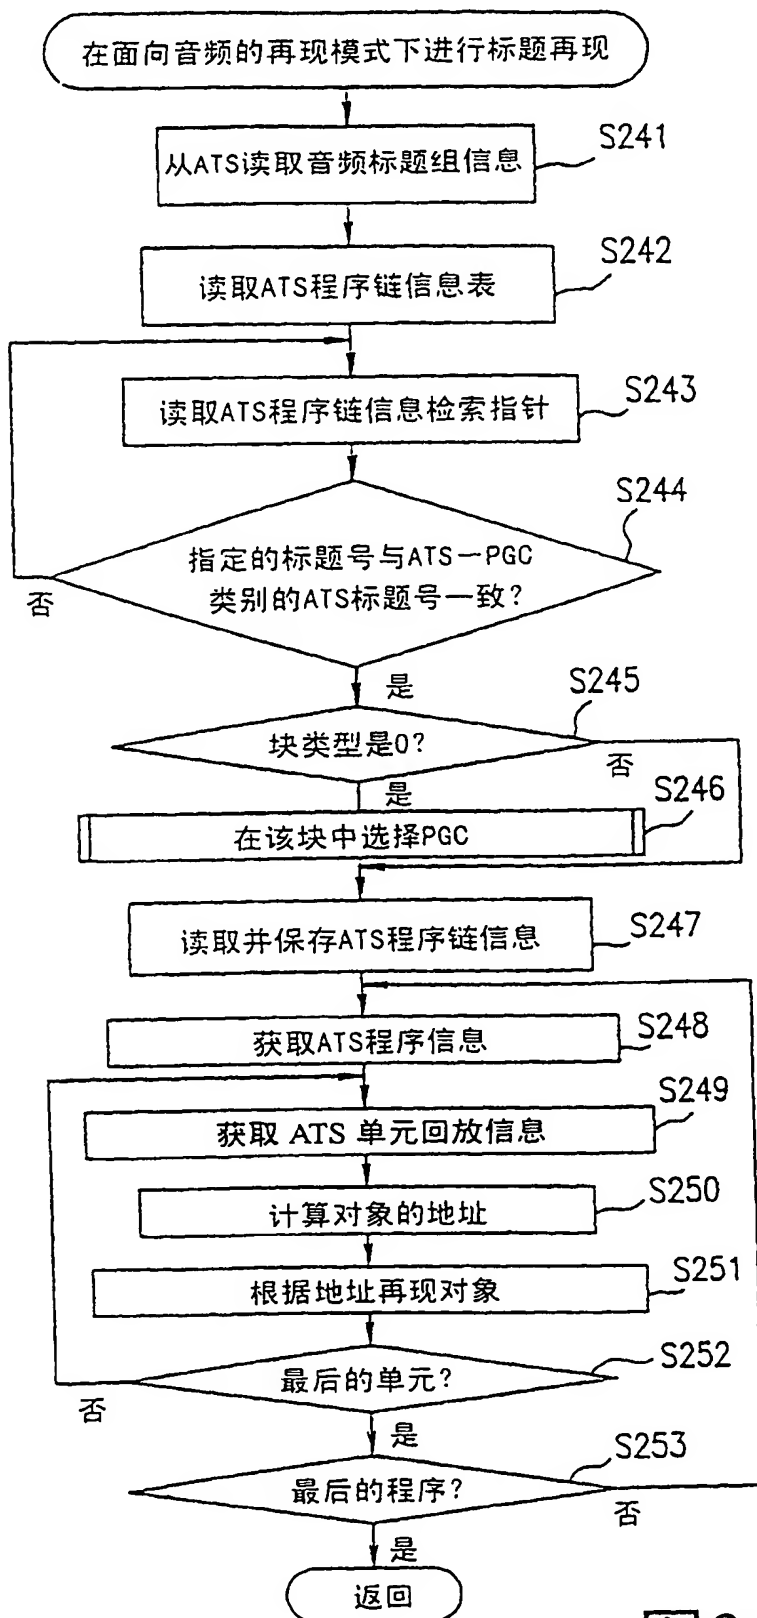 在面向音频的再现模式下进行标题再现
S241
从ATS读取音频标题组信息
S242
读取ATS程序链信息表
S243
读取ATS程序链信息检索指针
S244
指定的标题号与ATS-PGC
类别的ATS标题号一致?
否
是
S245
块类型是0?
否
是
S246
在该块中选择PGC
S247
读取并保存ATS程序链信息
S248
获取ATS程序信息
S249
获取 ATS 单元回放信息
S250
计算对象的地址
S251
根据地址再现对象
S252
最后的单元?
否
是
S253
最后的程序?
否
是
返回